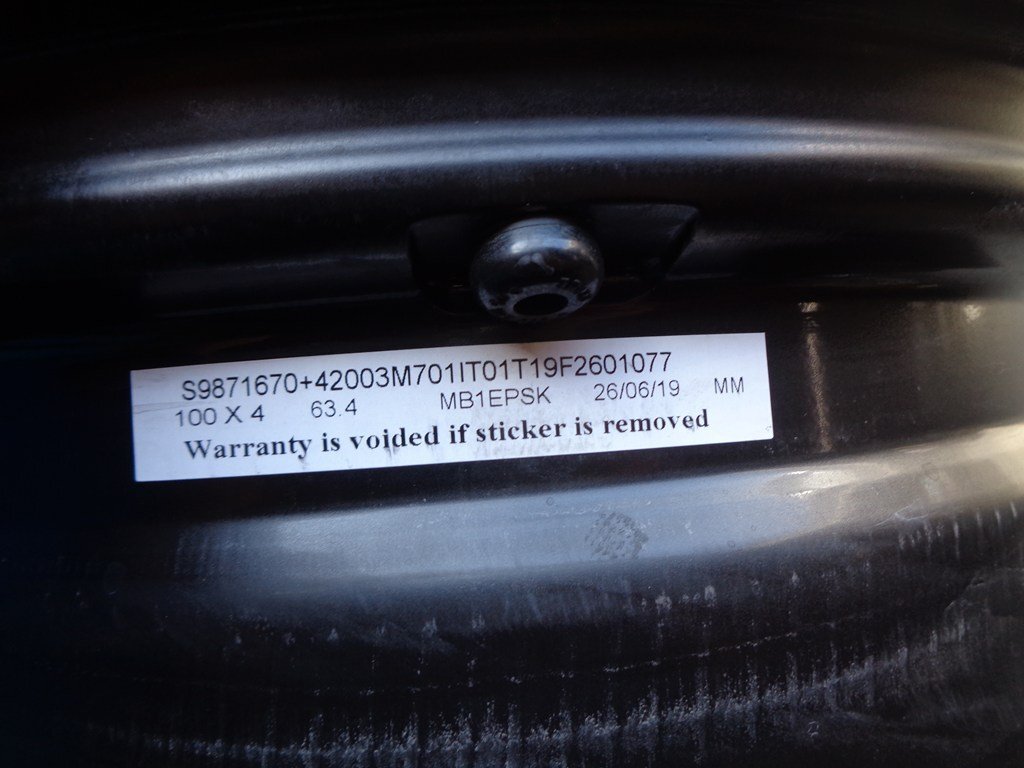 S9871670+42003M701IT01T19F2601077
100 X 4 63.4 MB1EPSK 26/06/19 MM
Warranty is voided if sticker is removed